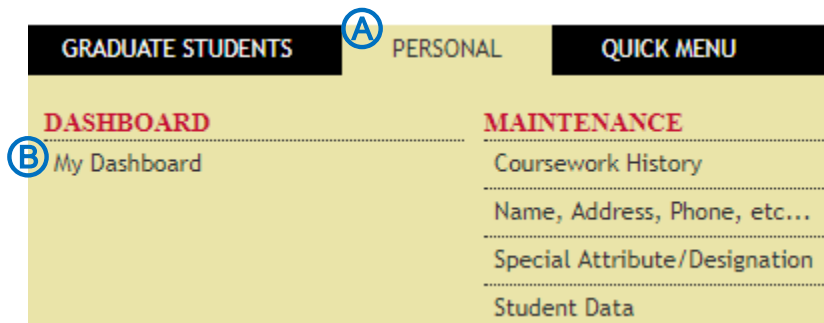 A
GRADUATE STUDENTS PERSONAL QUICK MENU
DASHBOARD
B My Dashboard
MAINTENANCE
Coursework History
Name, Address, Phone, etc...
Special Attribute/Designation
Student Data